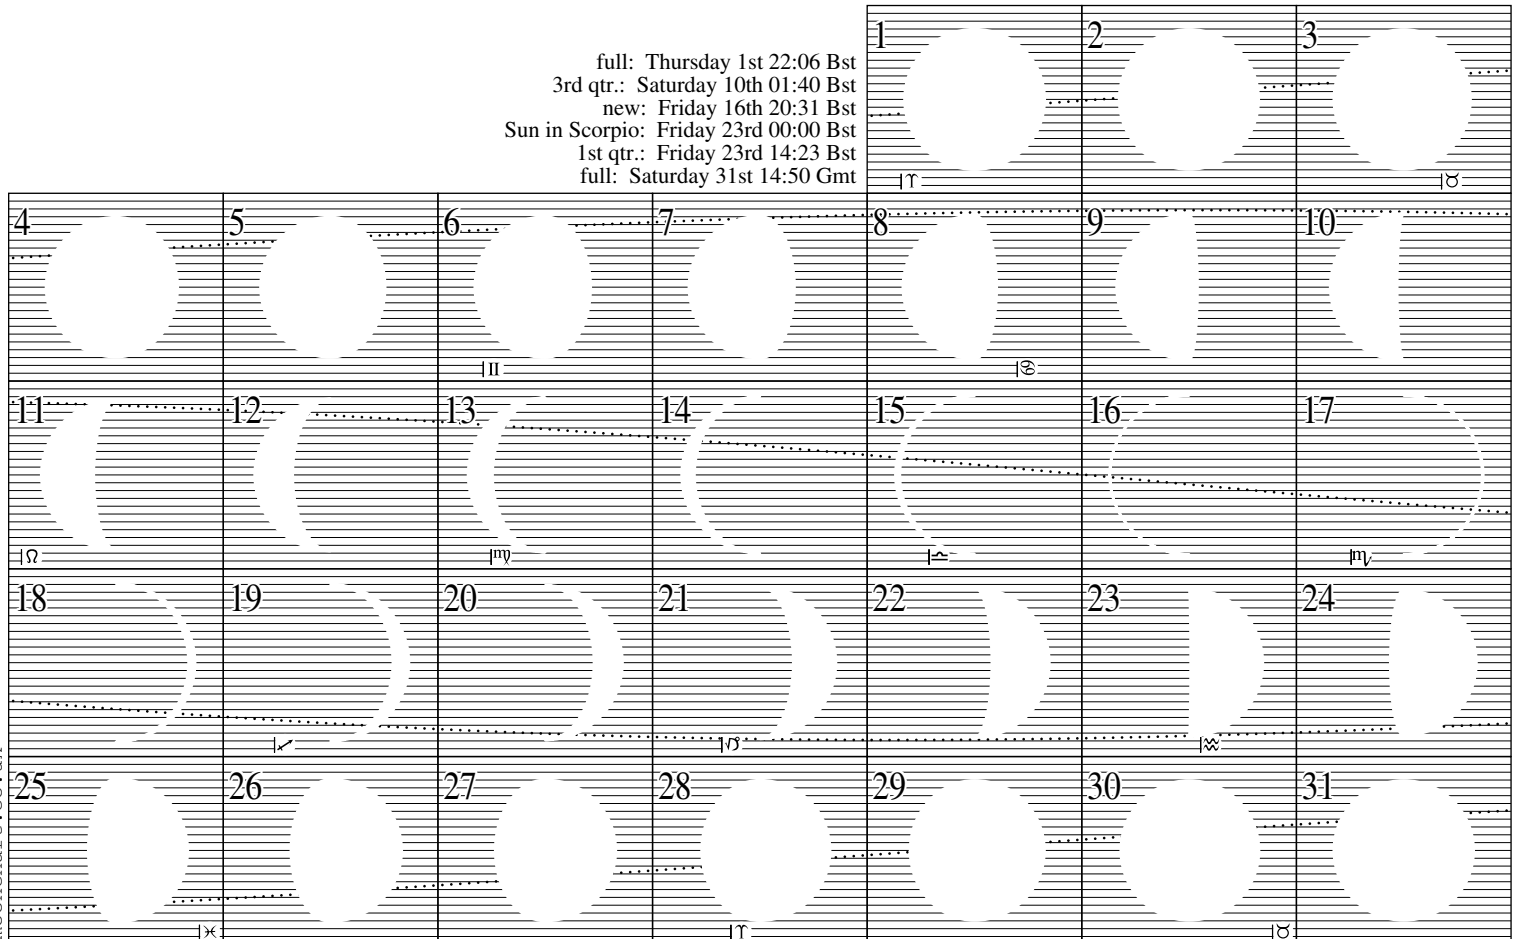 full: Thursday 1st 22:06 Bst
3rd qtr.: Saturday 10th 01:40 Bst
new: Friday 16th 20:31 Bst
Sun in Scorpio: Friday 23rd 00:00 Bst
1st qtr.: Friday 23rd 14:23 Bst
full: Saturday 31st 14:50 Gmt
1 2 3
♈ ♉
4 5 6 7 8 9 10
♊ ♋
11 12 13 14 15 16 17
♌ ♍ ♎ ♏
18 19 20 21 22 23 24
♐ ♑ ♒
25 26 27 28 29 30 31
♓ ♈ ♉